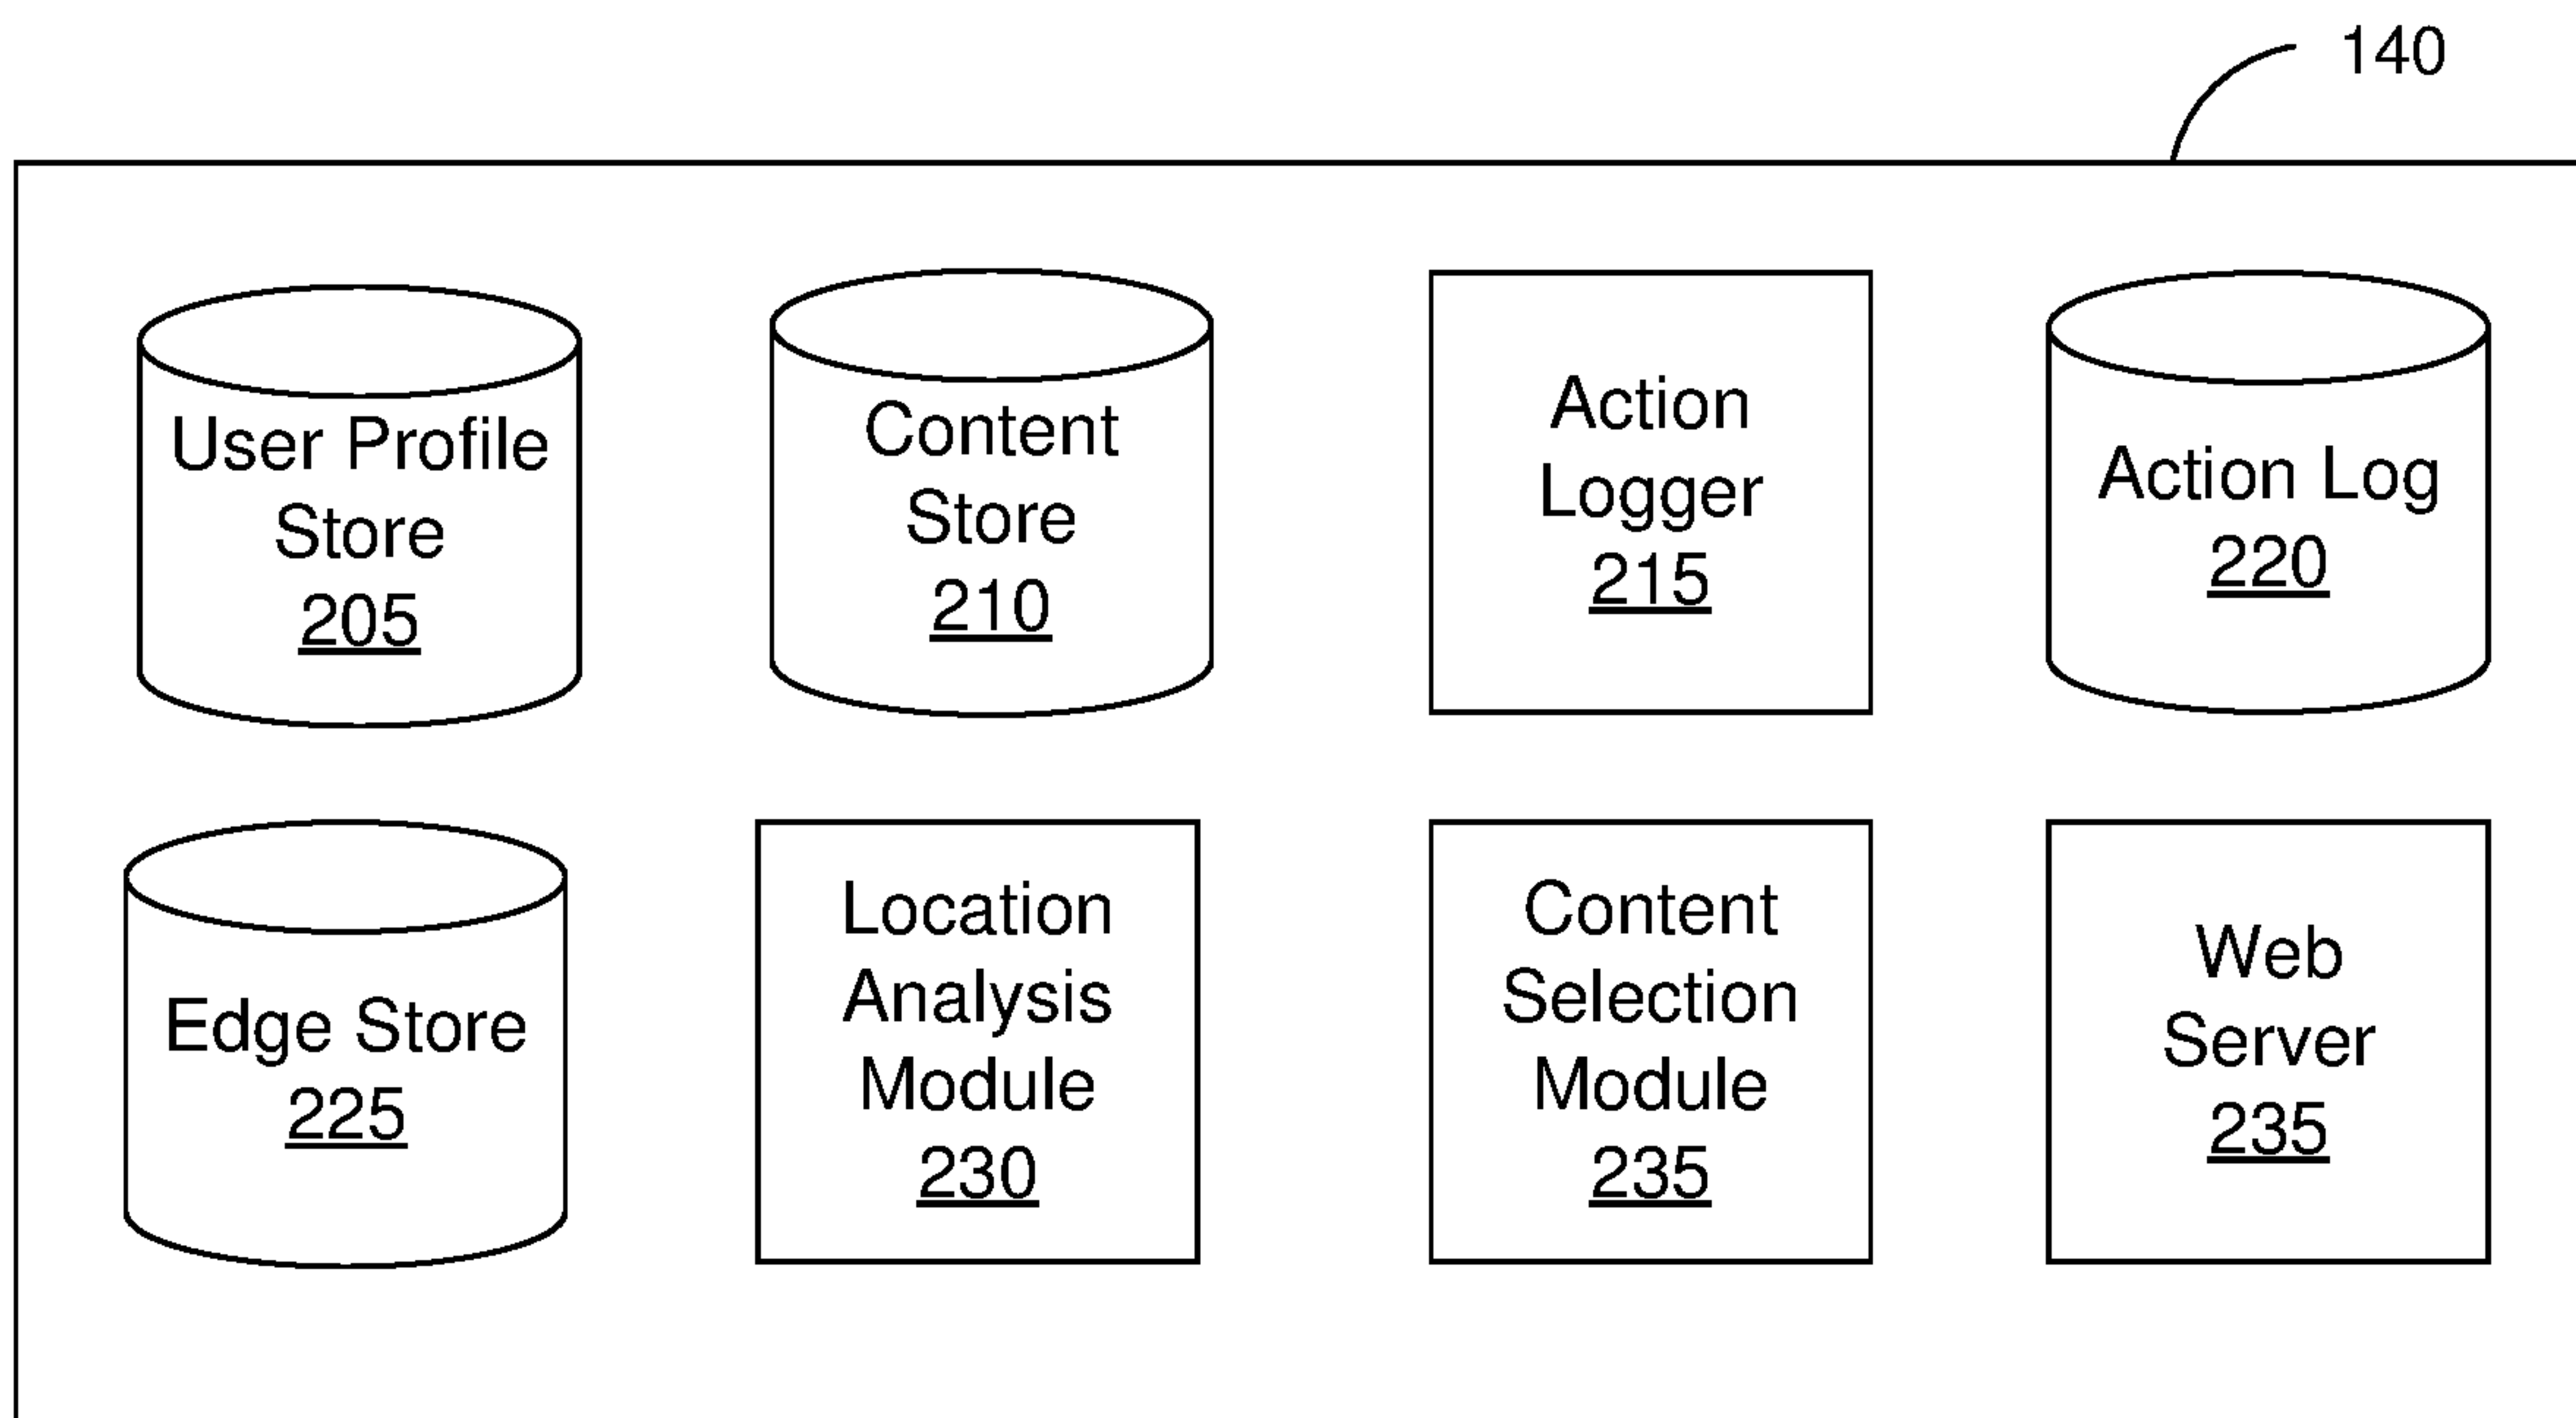 140
User Profile
Store
205
Content
Store
210
Action
Logger
215
Action Log
220
Edge Store
225
Location
Analysis
Module
230
Content
Selection
Module
235
Web
Server
235